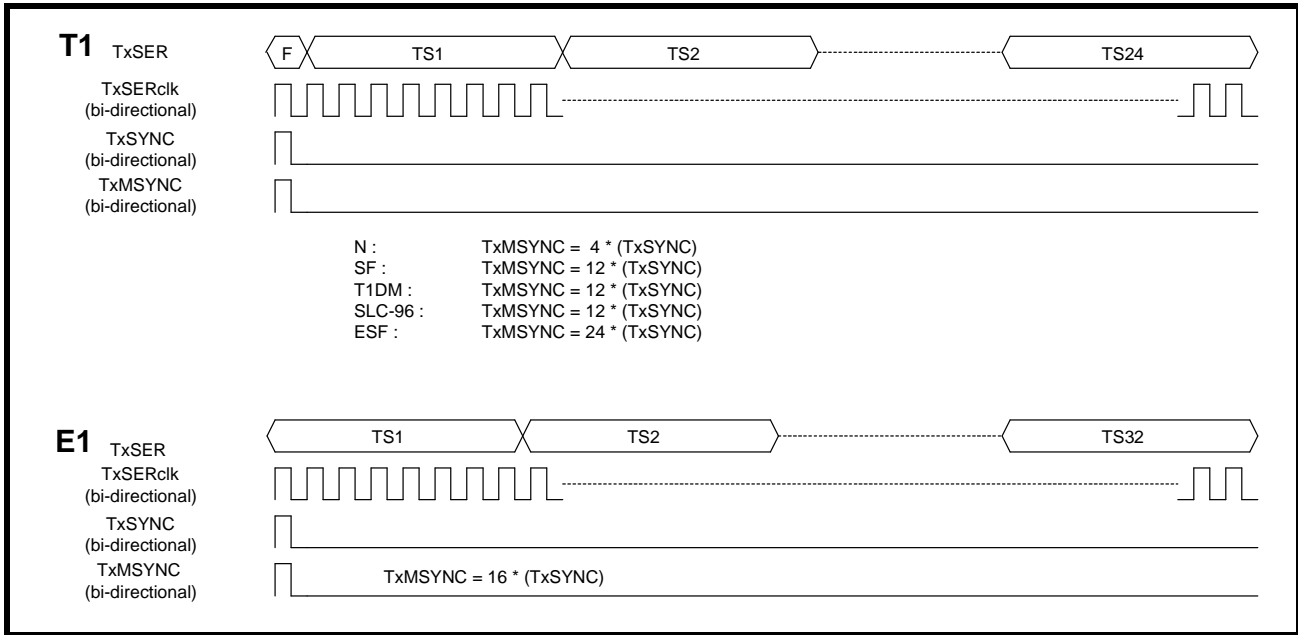 T1 TxSER F TS1 TS2 TS24
TxSERclk
(bi-directional)
TxSYNC
(bi-directional)
TxMSYNC
(bi-directional)
N : TxMSYNC = 4 * (TxSYNC)
SF : TxMSYNC = 12 * (TxSYNC)
T1DM : TxMSYNC = 12 * (TxSYNC)
SLC-96 : TxMSYNC = 12 * (TxSYNC)
ESF : TxMSYNC = 24 * (TxSYNC)
E1 TxSER TS1 TS2 TS32
TxSERclk
(bi-directional)
TxSYNC
(bi-directional)
TxMSYNC
(bi-directional)
TxMSYNC = 16 * (TxSYNC)